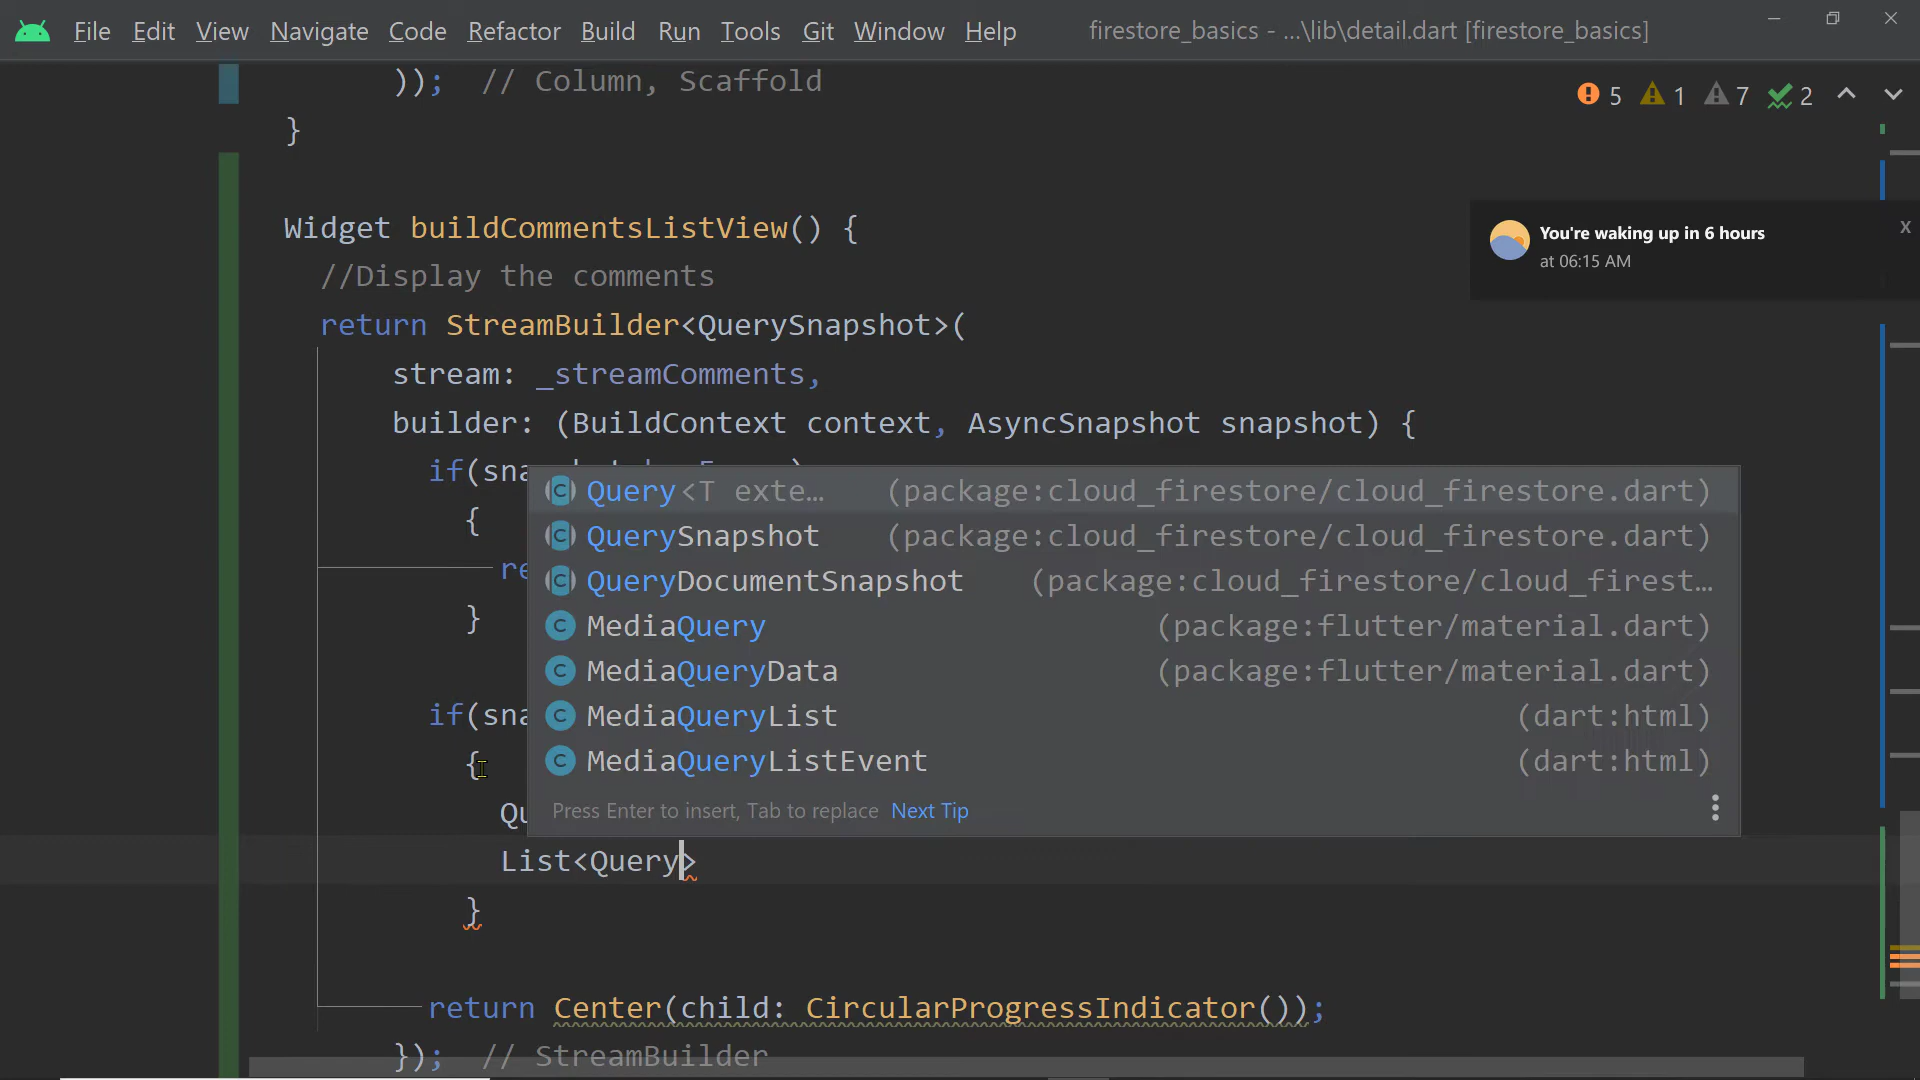 File Edit View Navigate Code Refactor Build Run Tools Git Window Help firestore_basics - ...\lib\detail.dart [firestore_basics]
)); // Column, Scaffold
5 1 7 2
}
Widget buildCommentsListView() {
You're waking up in 6 hours X
at 06:15 AM
//Display the comments
return StreamBuilder<QuerySnapshot>(
stream: _streamComments,
builder: (BuildContext context, AsyncSnapshot snapshot) {
if(sna
Query<T exte... (package:cloud_firestore/cloud_firestore.dart)
{
QuerySnapshot (package:cloud_firestore/cloud_firestore.dart)
re
QueryDocumentSnapshot (package:cloud_firestore/cloud_firest...
}
MediaQuery (package:flutter/material.dart)
MediaQueryData (package:flutter/material.dart)
if(sna
MediaQueryList (dart:html)
{
MediaQueryListEvent (dart:html)
Qu
Press Enter to insert, Tab to replace Next Tip
List<Query>
}
return Center(child: CircularProgressIndicator());
}); // StreamBuilder